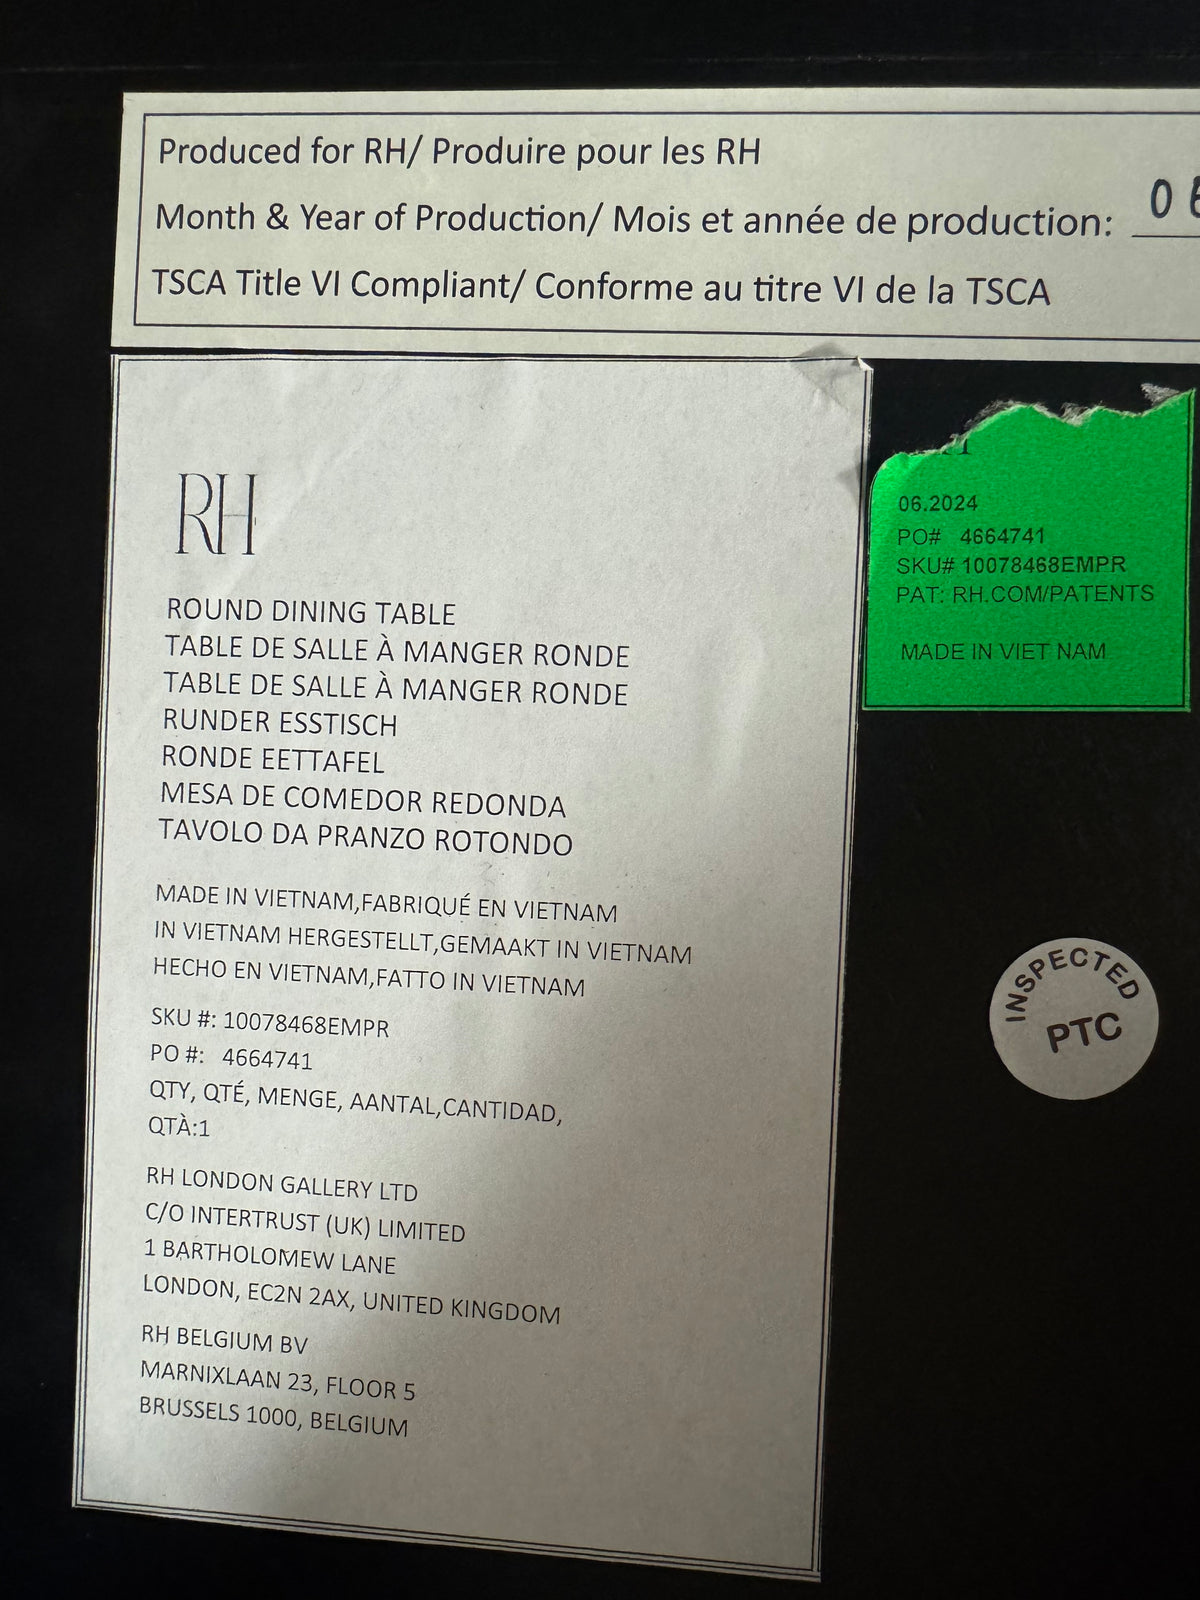 Produced for RH/ Produire pour les RH
Month & Year of Production/ Mois et année de production:
TSCA Title VI Compliant/ Conforme au titre VI de la TSCA
RH
ROUND DINING TABLE
TABLE DE SALLE À MANGER RONDE
TABLE DE SALLE À MANGER RONDE
RUNDER ESSTISCH
RONDE EETTAFEL
MESA DE COMEDOR REDONDA
TAVOLO DA PRANZO ROTONDO
MADE IN VIETNAM,FABRIQUÉ EN VIETNAM
IN VIETNAM HERGESTELLT,GEMAAKT IN VIETNAM
HECHO EN VIETNAM,FATTO IN VIETNAM
SKU #: 10078468EMPR
PO #: 4664741
QTY, QTÉ, MENGE, AANTAL,CANTIDAD,
QTÀ:1
RH LONDON GALLERY LTD
C/O INTERTRUST (UK) LIMITED
1 BARTHOLOMEW LANE
LONDON, EC2N 2AX, UNITED KINGDOM
RH BELGIUM BV
MARNIXLAAN 23, FLOOR 5
BRUSSELS 1000, BELGIUM
06.2024
PO# 4664741
SKU# 10078468EMPR
PAT: RH.COM/PATENTS
MADE IN VIET NAM
INSPECTED
PTC